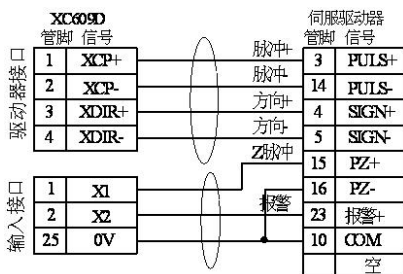 XC609D
管脚 信号
驱动器接口
1 XCP+
2 XCP-
3 XDIR+
4 XDIR-
输入接口
1 X1
2 X2
25 0V
脉冲+
脉冲-
方向+
方向-
Z脉冲
报警
伺服驱动器
管脚 信号
3 PULS+
14 PULS-
4 SIGN+
5 SIGN-
15 PZ+
16 PZ-
23 报警+
10 COM
空